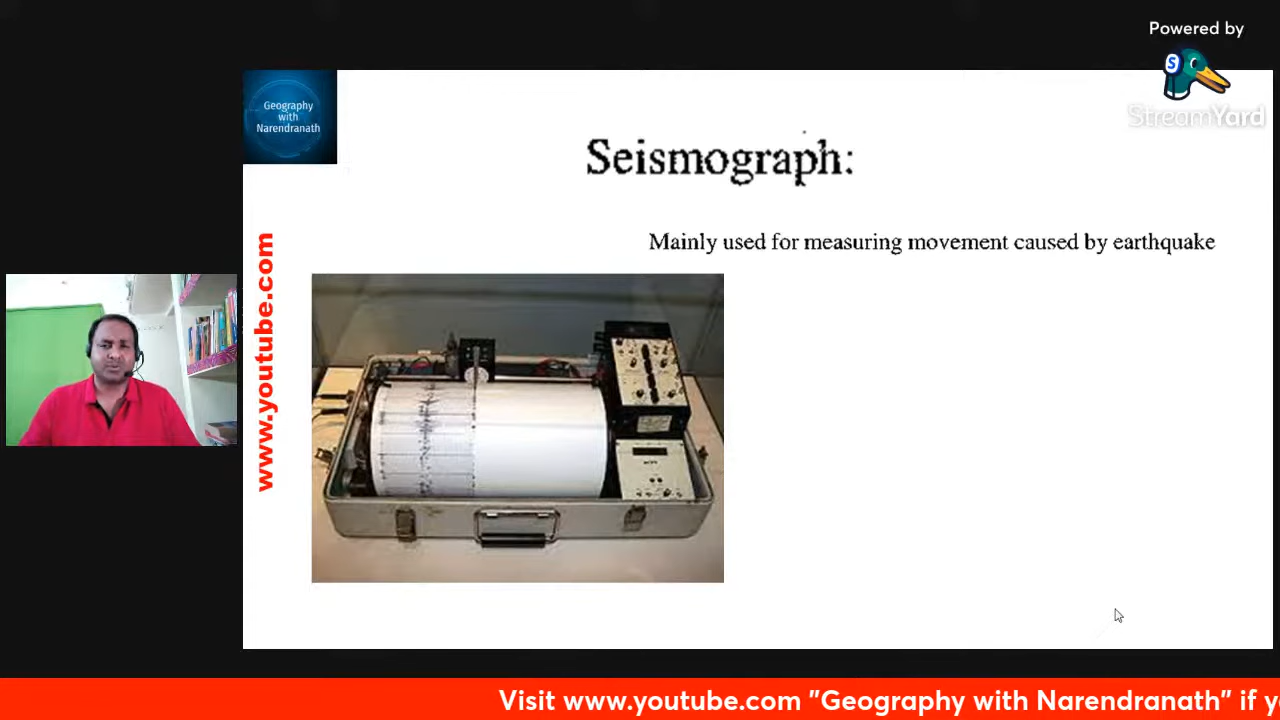 Powered by
S
StreamYard
Geography
with
Narendranath
Seismograph:
Mainly used for measuring movement caused by earthquake
www.youtube.com
Visit www.youtube.com "Geography with Narendranath" if y